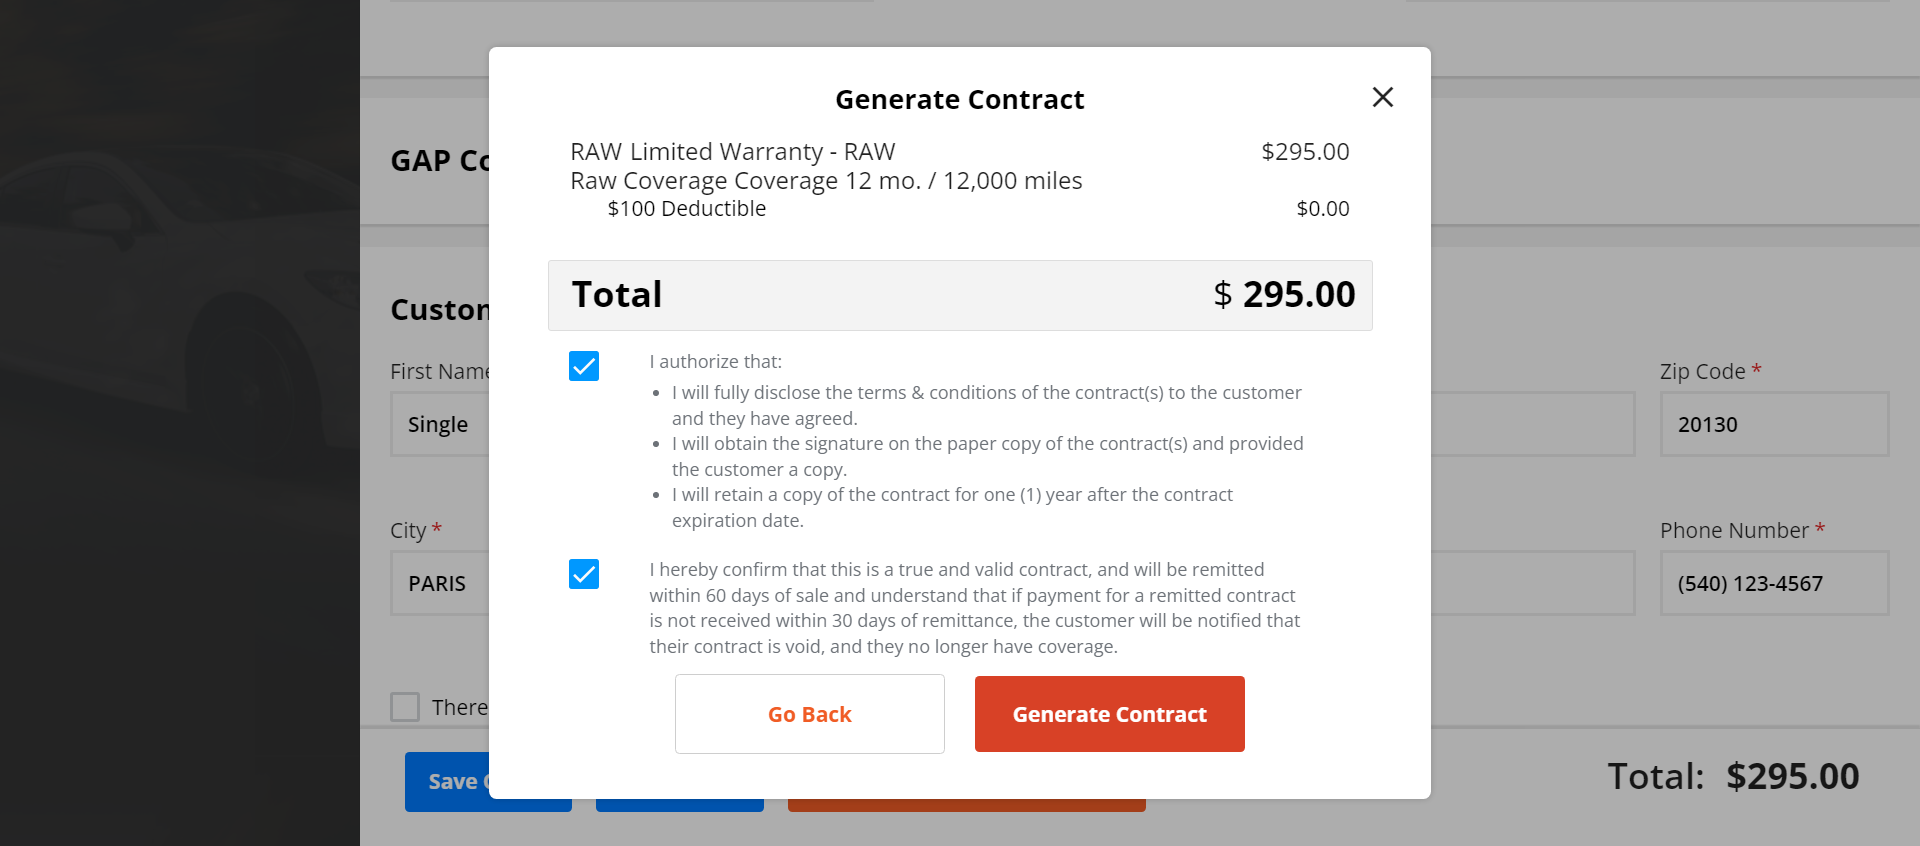 Generate Contract
RAW Limited Warranty - RAW $295.00
Raw Coverage Coverage 12 mo. / 12,000 miles
$100 Deductible $0.00
Total $ 295.00
I authorize that:
• I will fully disclose the terms & conditions of the contract(s) to the customer
and they have agreed.
• I will obtain the signature on the paper copy of the contract(s) and provided
the customer a copy.
• I will retain a copy of the contract for one (1) year after the contract
expiration date.
I hereby confirm that this is a true and valid contract, and will be remitted
within 60 days of sale and understand that if payment for a remitted contract
is not received within 30 days of remittance, the customer will be notified that
their contract is void, and they no longer have coverage.
Go Back Generate Contract
GAP
First Name
Single
Zip Code *
20130
City *
PARIS
Phone Number *
(540) 123-4567
There
Save
Total: $295.00